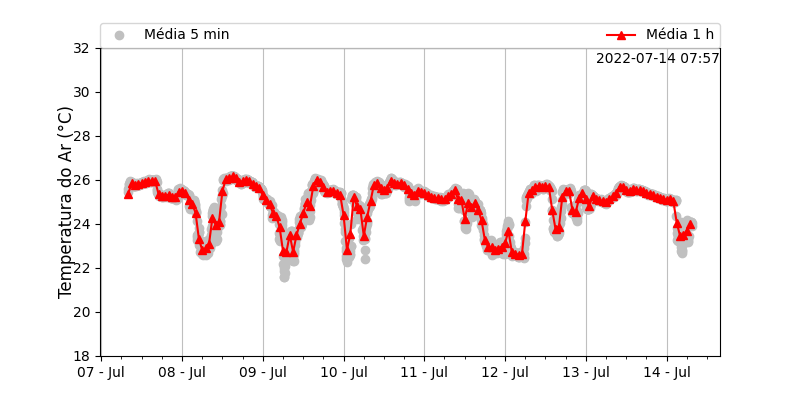 Média 5 min
Média 1 h
2022-07-14 07:57
Temperatura do Ar (°C)
32
30
28
26
24
22
20
18
07 - Jul
08 - Jul
09 - Jul
10 - Jul
11 - Jul
12 - Jul
13 - Jul
14 - Jul